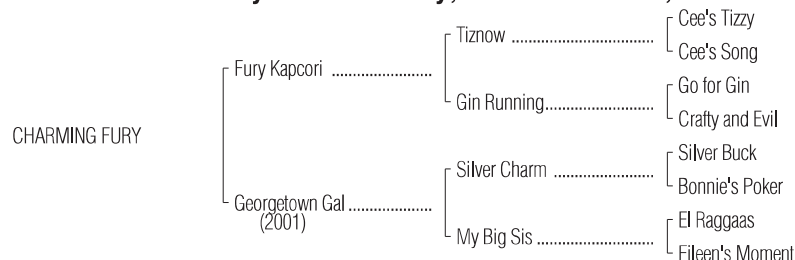 Cee's Tizzy
Tiznow
Cee's Song
Fury Kapcori
Go for Gin
Gin Running
Crafty and Evil
CHARMING FURY
Silver Buck
Silver Charm
Bonnie's Poker
Georgetown Gal
(2001)
El Raggaas
My Big Sis
Eileen's Moment